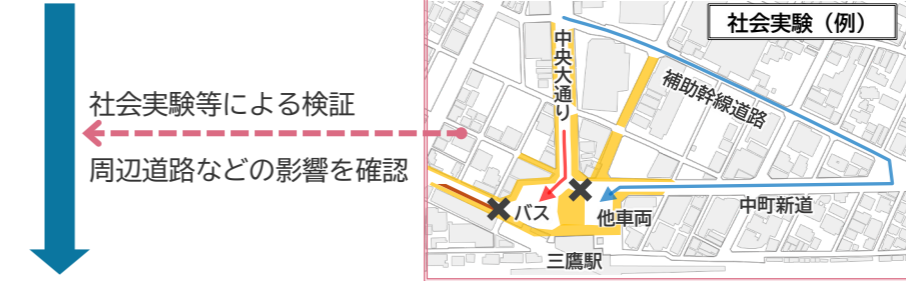 社会実験（例）
中央大通り
補助幹線道路
社会実験等による検証
周辺道路などの影響を確認
バス
他車両
中町新道
三鷹駅